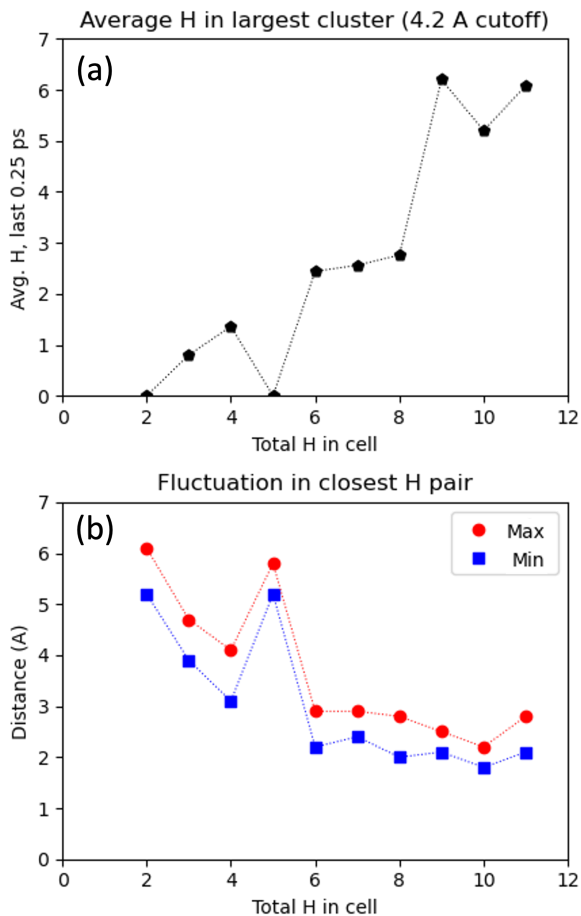 Average H in largest cluster (4.2 A cutoff)
(a)
Avg. H, last 0.25 ps
7
6
5
4
3
2
1
0
0 2 4 6 8 10 12
Total H in cell
Fluctuation in closest H pair
(b)
Max
Min
Distance (A)
7
6
5
4
3
2
1
0
0 2 4 6 8 10 12
Total H in cell